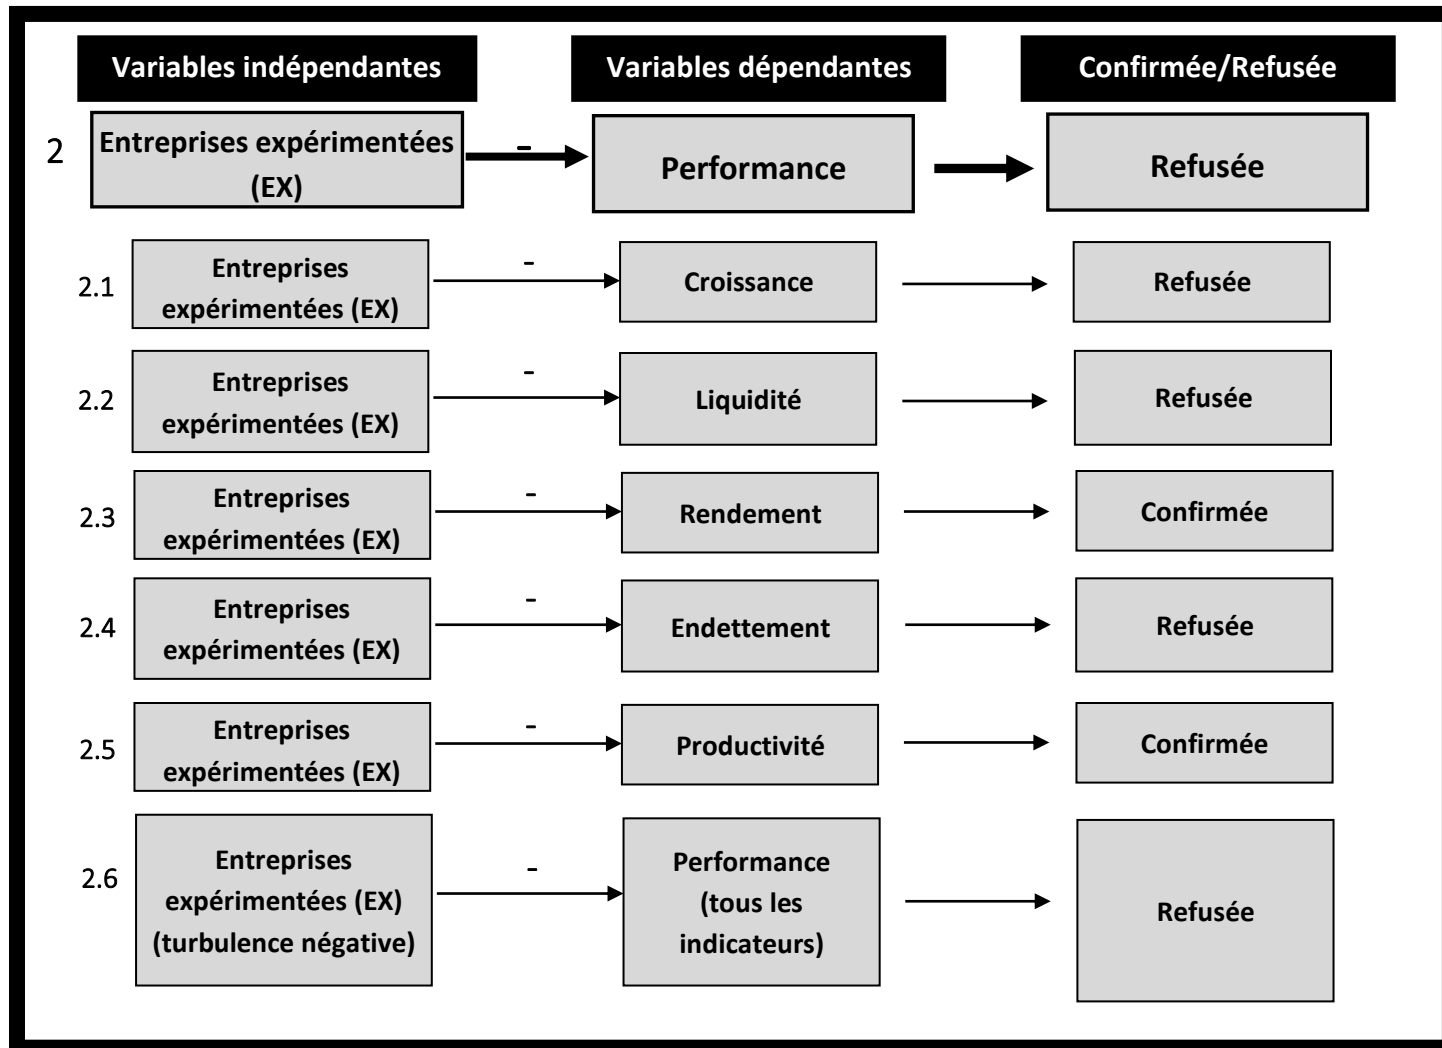 Variables indépendantes
Variables dépendantes
Confirmée/Refusée
2
Entreprises expérimentées
(EX)
-
Performance
Refusée
2.1
Entreprises
expérimentées (EX)
-
Croissance
Refusée
2.2
Entreprises
expérimentées (EX)
-
Liquidité
Refusée
2.3
Entreprises
expérimentées (EX)
-
Rendement
Confirmée
2.4
Entreprises
expérimentées (EX)
-
Endettement
Refusée
2.5
Entreprises
expérimentées (EX)
-
Productivité
Confirmée
2.6
Entreprises
expérimentées (EX)
(turbulence négative)
-
Performance
(tous les
indicateurs)
Refusée